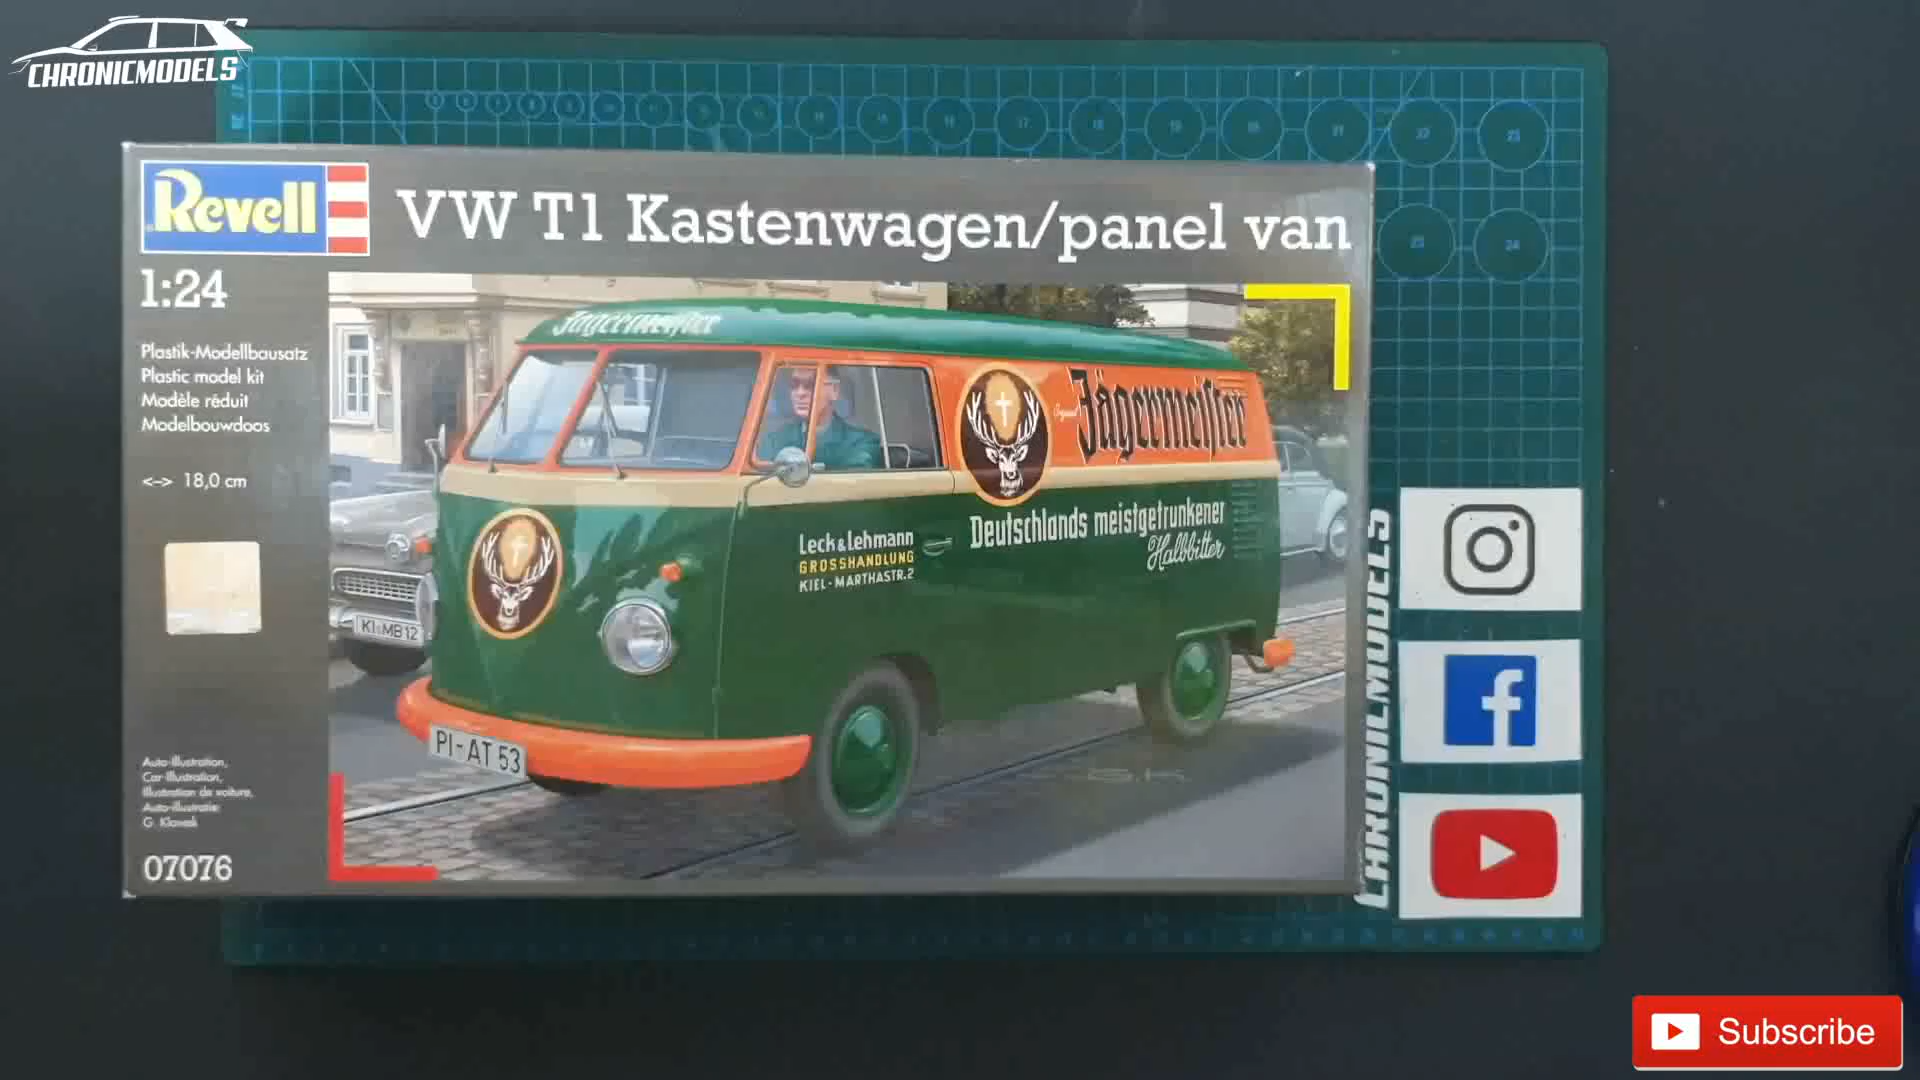 CHRONICMODELS
Revell
VW T1 Kastenwagen/panel van
1:24
Plastik-Modellbausatz
Plastic model kit
Modèle réduit
Modelbouwdoos
<-> 18,0 cm
Auto-Illustration,
Car-Illustration,
Illustration de voiture,
Auto-illustratie:
G. Klawek
07076
Jägermeister
Jägermeiſter
Deutschlands meistgetrunkener
Halbbitter
Leck & Lehmann
GROSSHANDLUNG
KIEL - MARTHASTR.2
KI-MB 12
PI-AT 53
CHRONICMODELS
Subscribe